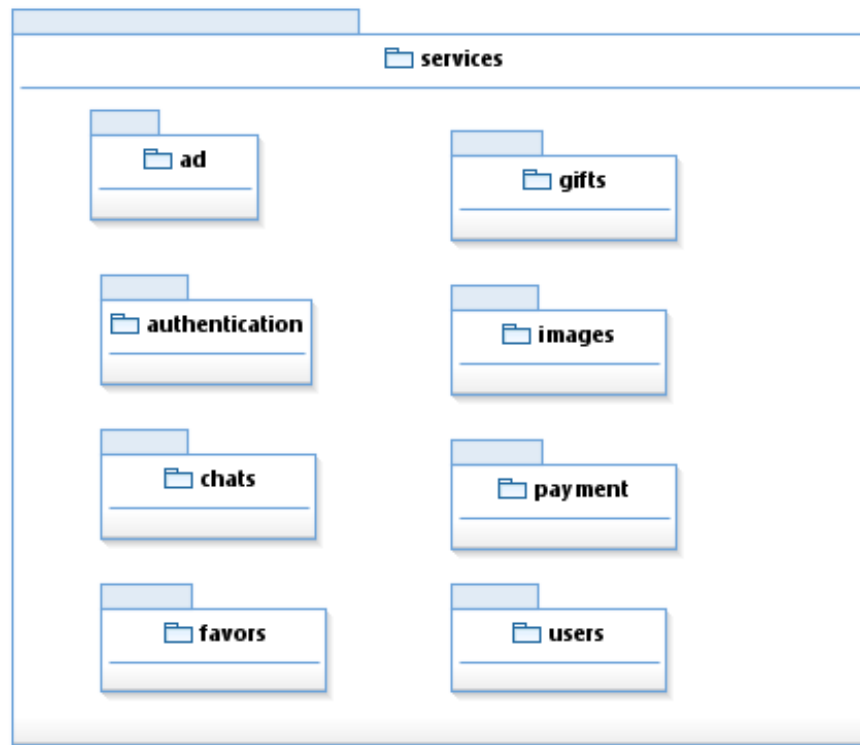 services
ad
gifts
authentication
images
chats
payment
favors
users